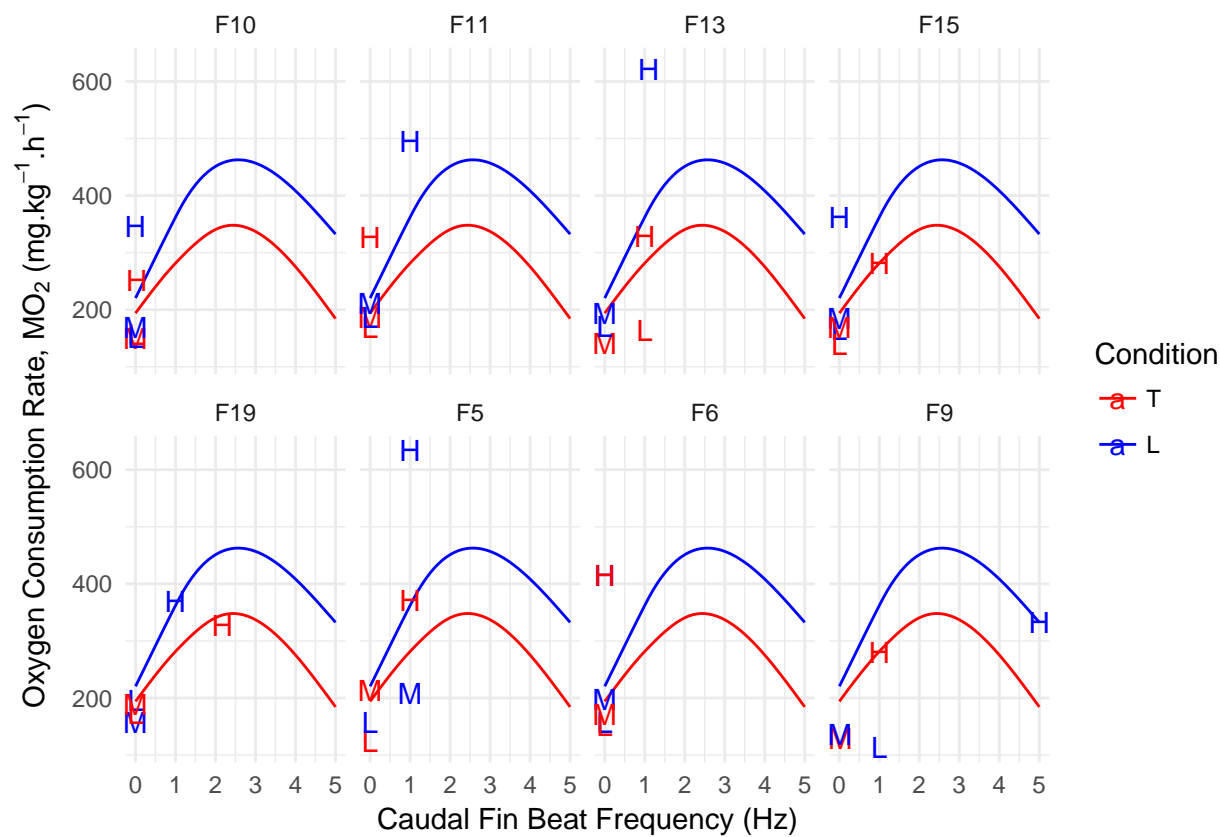 F10 F11 F13 F15
600
400
200
H H M M L L
H H M M L L
H H M M L L
H H M M L L
F19 F5 F6 F9
600
400
200
H H M M L L
H H M M L L
H M M L L
H H M M L
0 1 2 3 4 5 0 1 2 3 4 5 0 1 2 3 4 5 0 1 2 3 4 5
Caudal Fin Beat Frequency (Hz)
Oxygen Consumption Rate, MO₂ (mg.kg⁻¹.h⁻¹)
Condition
a T
a L